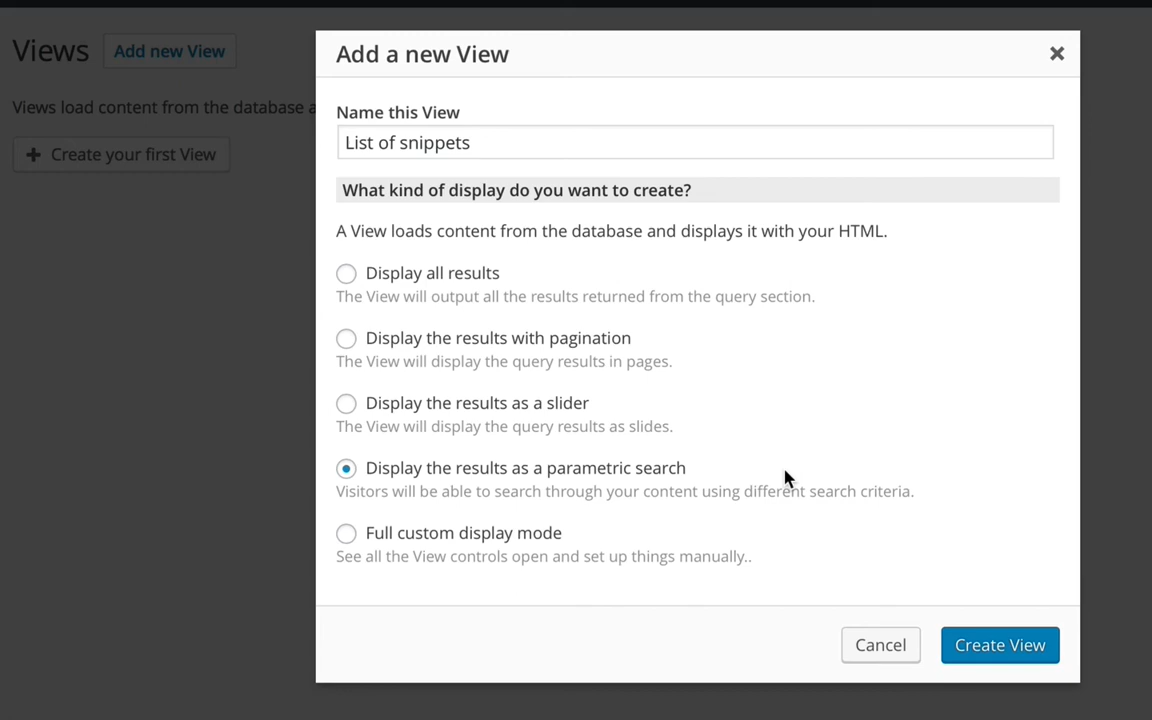 Views
Add new View
Views load content from the database a
Create your first View
Add a new View
Name this View
List of snippets
What kind of display do you want to create?
A View loads content from the database and displays it with your HTML.
Display all results
The View will output all the results returned from the query section.
Display the results with pagination
The View will display the query results in pages.
Display the results as a slider
The View will display the query results as slides.
Display the results as a parametric search
Visitors will be able to search through your content using different search criteria.
Full custom display mode
See all the View controls open and set up things manually..
Cancel
Create View